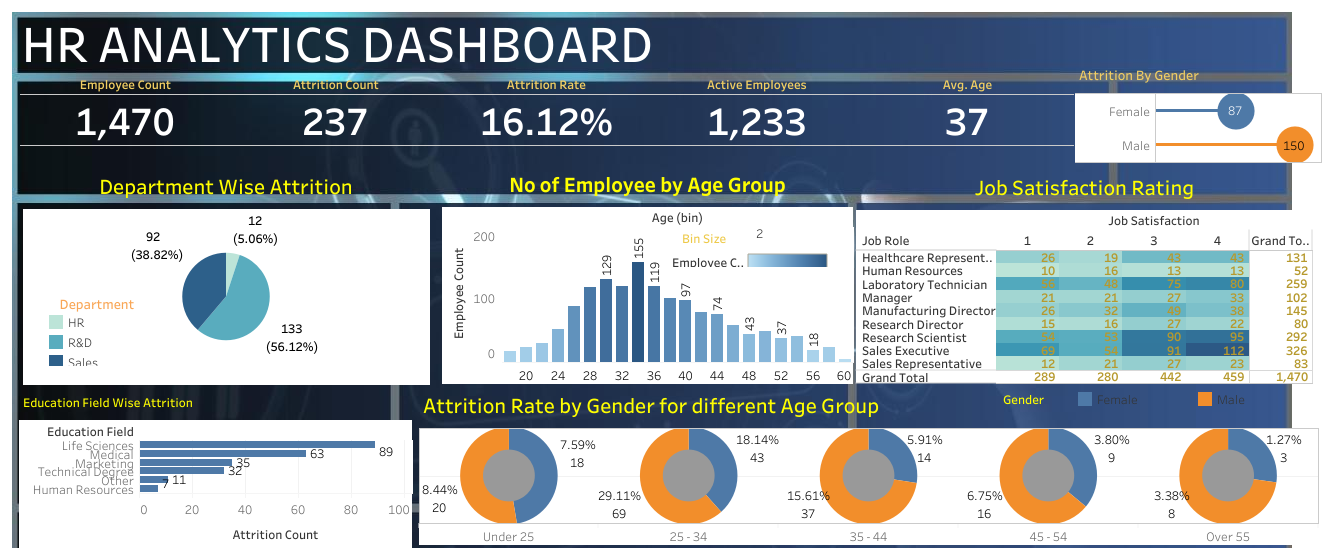 HR ANALYTICS DASHBOARD
Employee Count Attrition Count Attrition Rate Active Employees Avg. Age
1,470 237 16.12% 1,233 37
Attrition By Gender
Female 87
Male 150
Department Wise Attrition
12
(5.06%)
92
(38.82%)
133
(56.12%)
Department
HR
R&D
Sales
No of Employee by Age Group
Age (bin)
Bin Size 2
Employee C..
Employee Count
200
100
0
129 155 119 97 74 43 37 18
20 24 28 32 36 40 44 48 52 56 60
Job Satisfaction Rating
Job Satisfaction
Job Role 1 2 3 4 Grand To..
Healthcare Represent.. 26 19 43 43 131
Human Resources 10 16 13 13 52
Laboratory Technician 75 80 259
Manager 21 21 27 33 102
Manufacturing Director 26 32 49 38 145
Research Director 15 16 27 22 80
Research Scientist 90 95 292
Sales Executive 69 54 91 112 326
Sales Representative 12 21 27 23 83
Grand Total 289 280 442 459 1,470
Education Field Wise Attrition
Education Field
Life Sciences 89
Medical 63
Marketing 35
Technical Degree 32
Other 11
Human Resources 7
0 20 40 60 80 100
Attrition Count
Attrition Rate by Gender for different Age Group
Gender Female Male
7.59%
18
8.44%
20
18.14%
43
29.11%
69
5.91%
14
15.61%
37
3.80%
9
6.75%
16
1.27%
3
3.38%
8
Under 25 25 - 34 35 - 44 45 - 54 Over 55